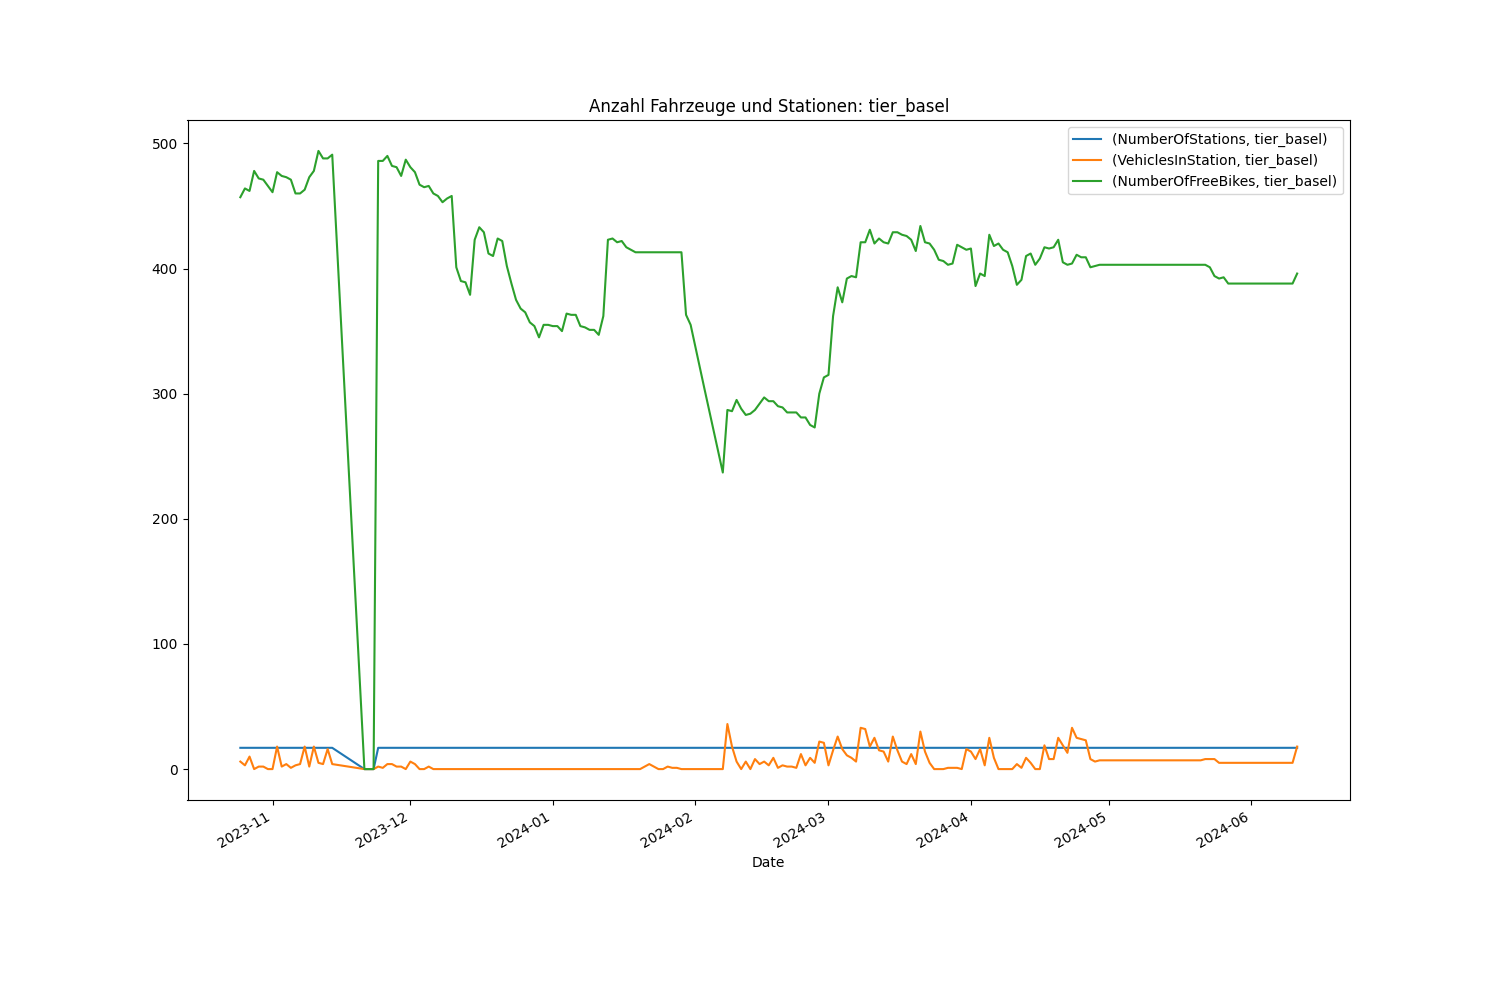 Anzahl Fahrzeuge und Stationen: tier_basel
(NumberOfStations, tier_basel)
(VehiclesInStation, tier_basel)
(NumberOfFreeBikes, tier_basel)
500
400
300
200
100
0
2023-11
2023-12
2024-01
2024-02
2024-03
2024-04
2024-05
2024-06
Date